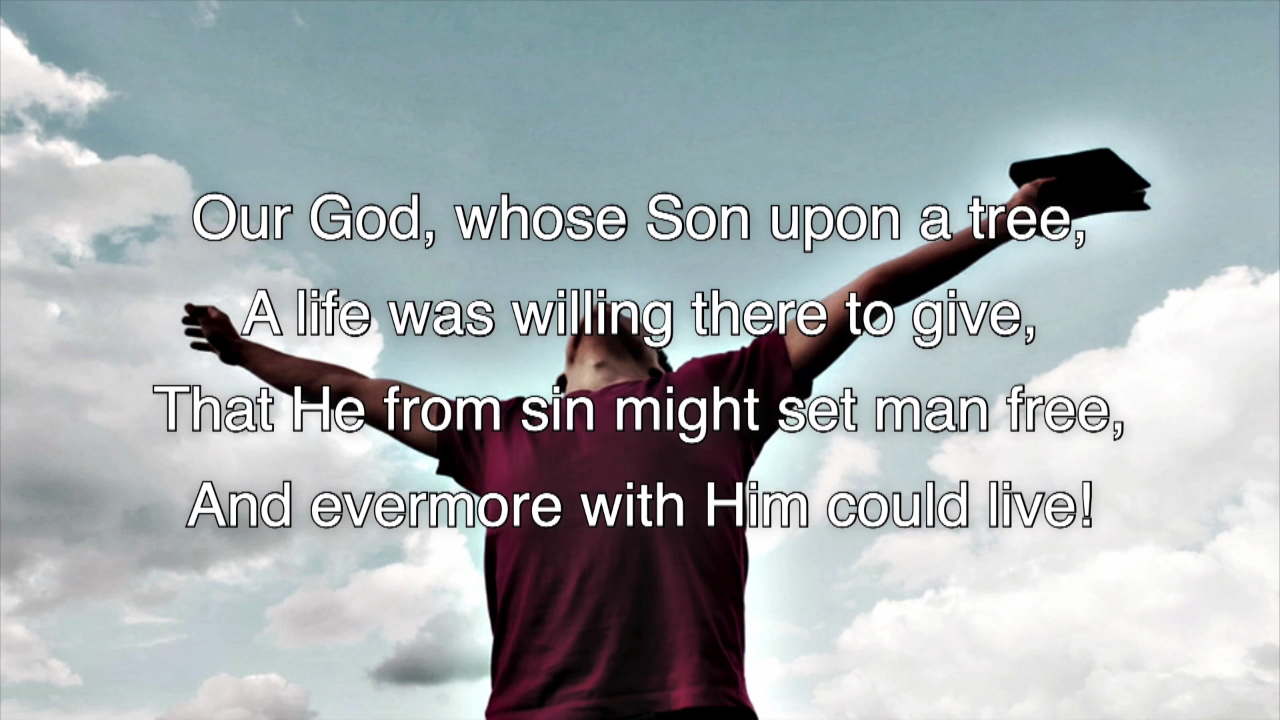 Our God, whose Son upon a tree,
A life was willing there to give,
That He from sin might set man free,
And evermore with Him could live!